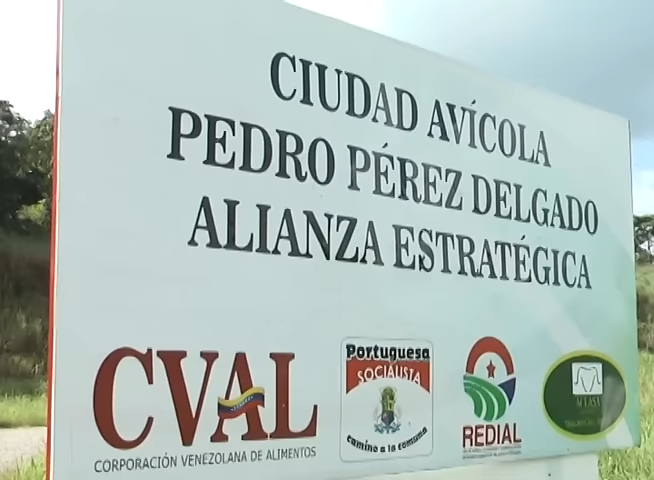 CIUDAD AVÍCOLA
PEDRO PÉREZ DELGADO
ALIANZA ESTRATÉGICA
CVAL
CORPORACIÓN VENEZOLANA DE ALIMENTOS
Portuguesa
SOCIALISTA
camino a la comuna
REDIAL